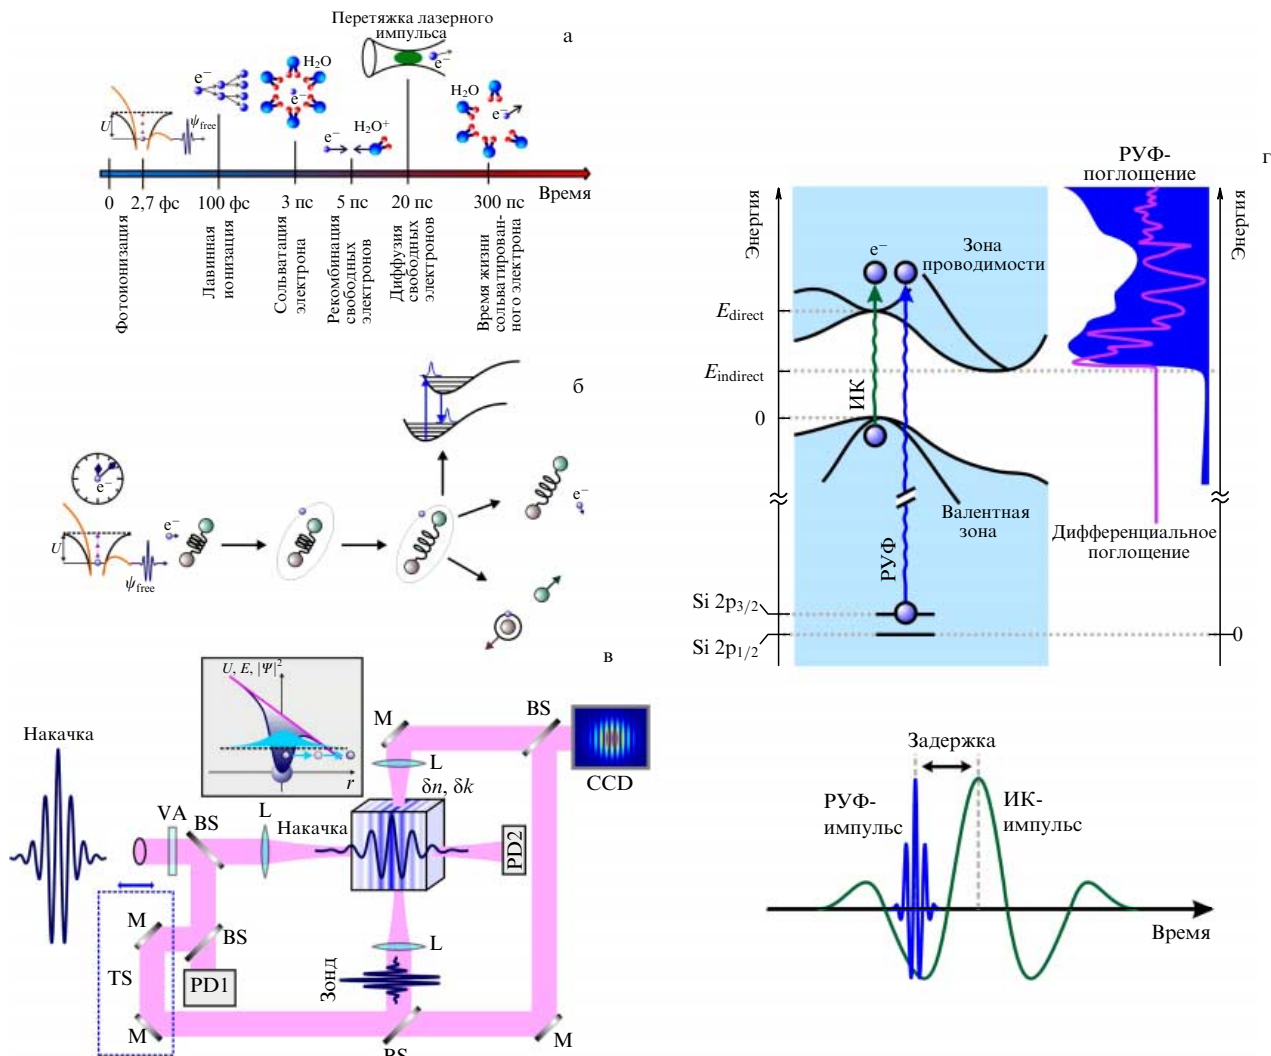 а
Перетяжка лазерного
импульса
e⁻
H₂O
e⁻
e⁻
H₂O
e⁻
U
ψfree
e⁻
H₂O⁺
Время
0
2,7 фс
100 фс
3 пс
5 пс
20 пс
300 пс
Фотоионизация
Лавинная
ионизация
Сольватация
электрона
Рекомбинация
свободных
электронов
Диффузия
свободных
электронов
Время жизни
сольватирован-
ного электрона
б
e⁻
U
e⁻
ψfree
e⁻
в
U, E, |Ψ|²
r
Накачка
VA
BS
L
Накачка
M
L
BS
CCD
δn, δk
PD2
M
BS
TS
PD1
L
Зонд
M
BS
M
г
РУФ-
поглощение
Энергия
Энергия
e⁻
Зона
проводимости
Edirect
Eindirect
0
ИК
Валентная
зона
Дифференциальное
поглощение
РУФ
Si 2p₃/₂
Si 2p₁/₂
0
Задержка
РУФ-
импульс
ИК-
импульс
Время